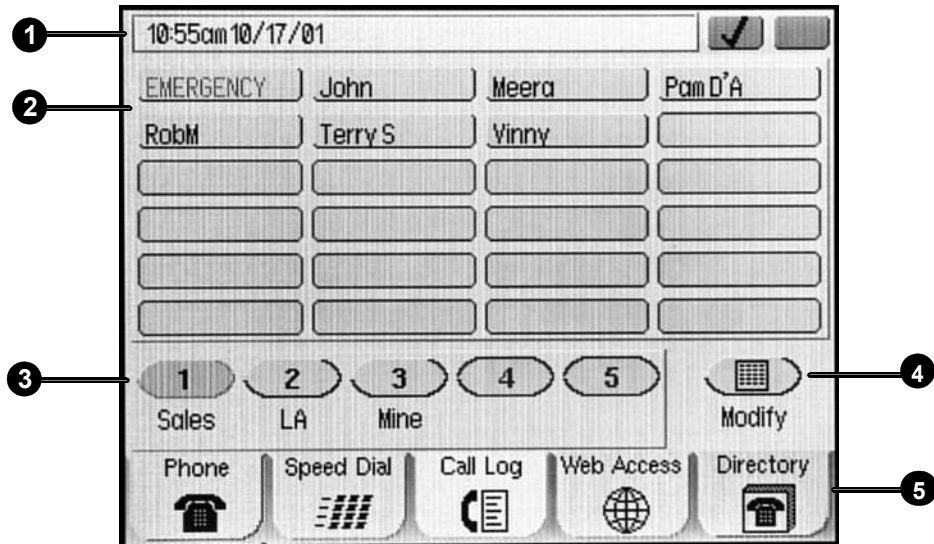 1 10:55am 10/17/01
2 EMERGENCY John Meera Pam D'A
RobM Terry S Vinny
3 1 2 3 4 5 4
Sales LA Mine Modify
Phone Speed Dial Call Log Web Access Directory 5